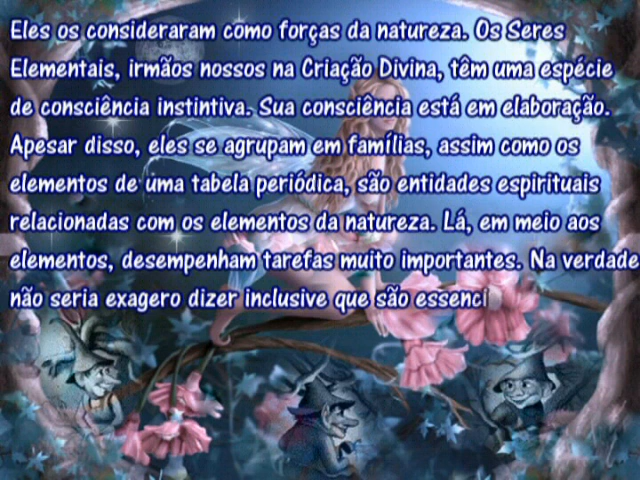 Eles os consideraram como forças da natureza. Os Seres
Elementais, irmãos nossos na Criação Divina, têm uma espécie
de consciência instintiva. Sua consciência está em elaboração.
Apesar disso, eles se agrupam em famílias, assim como os
elementos de uma tabela periódica, são entidades espirituais
relacionadas com os elementos da natureza. Lá, em meio aos
elementos, desempenham tarefas muito importantes. Na verdade
não seria exagero dizer inclusive que são essenci